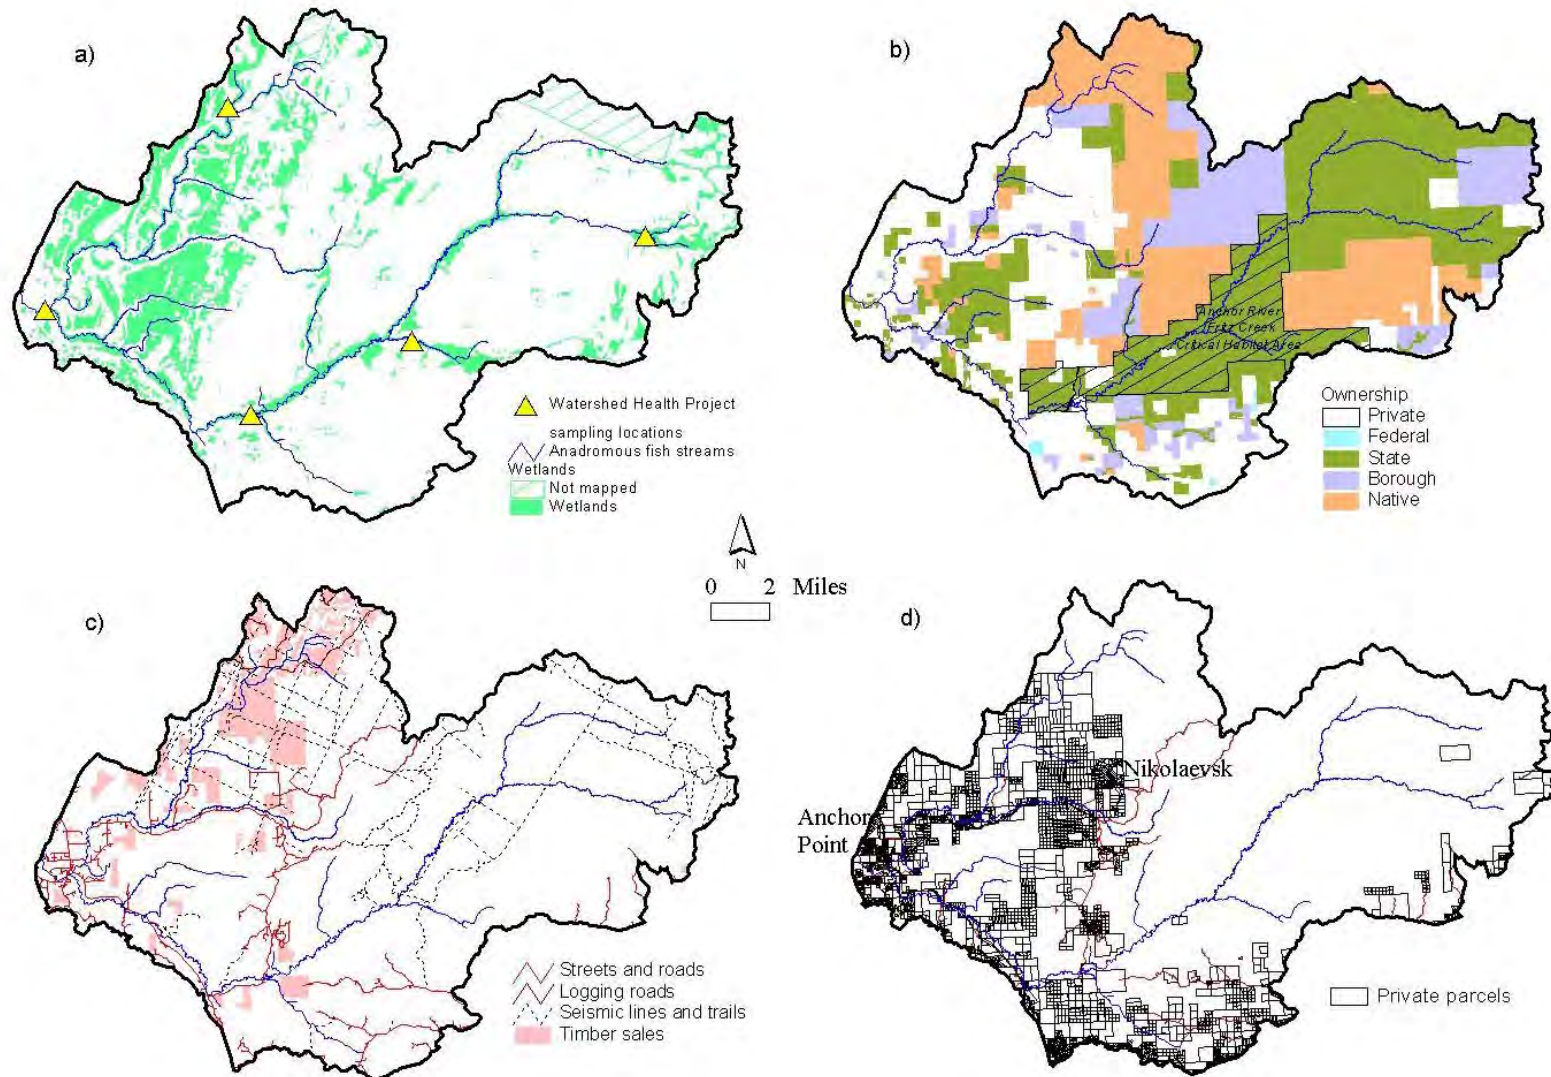 a)
Watershed Health Project
sampling locations
Anadromous fish streams
Wetlands
Not mapped
Wetlands
b)
Anchor River
Fritz Creek
Critical Habitat Area
Ownership
Private
Federal
State
Borough
Native
N
0 2 Miles
c)
Streets and roads
Logging roads
Seismic lines and trails
Timber sales
d)
Nikolaevsk
Anchor
Point
Private parcels